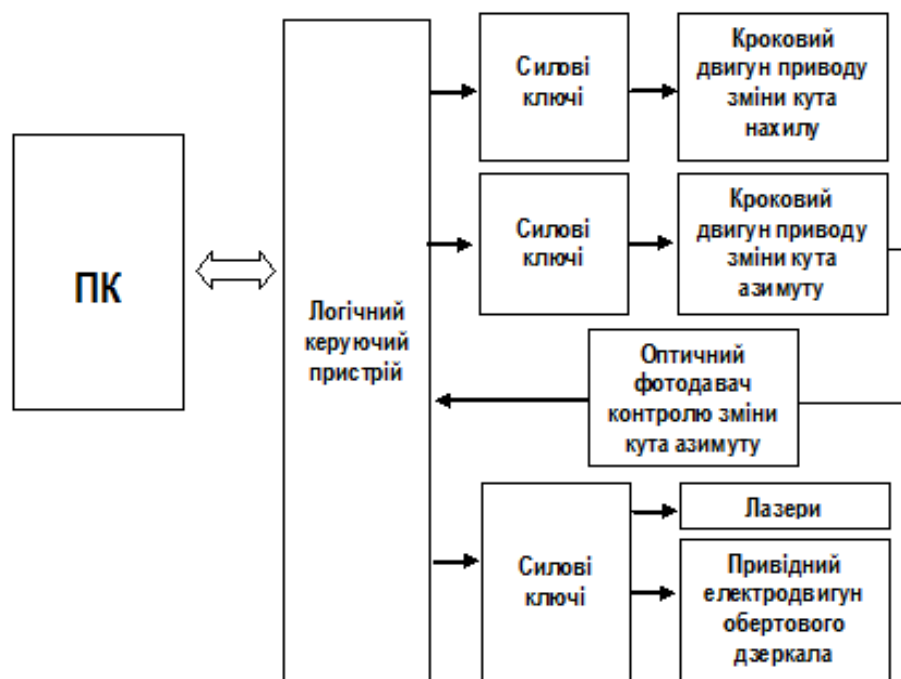 ПК
Логічний
керуючий
пристрій
Силові
ключі
Кроковий
двигун приводу
зміни кута
нахилу
Силові
ключі
Кроковий
двигун приводу
зміни кута
азимуту
Оптичний
фотодавач
контролю зміни
кута азимуту
Силові
ключі
Лазери
Привідний
електродвигун
обертового
дзеркала